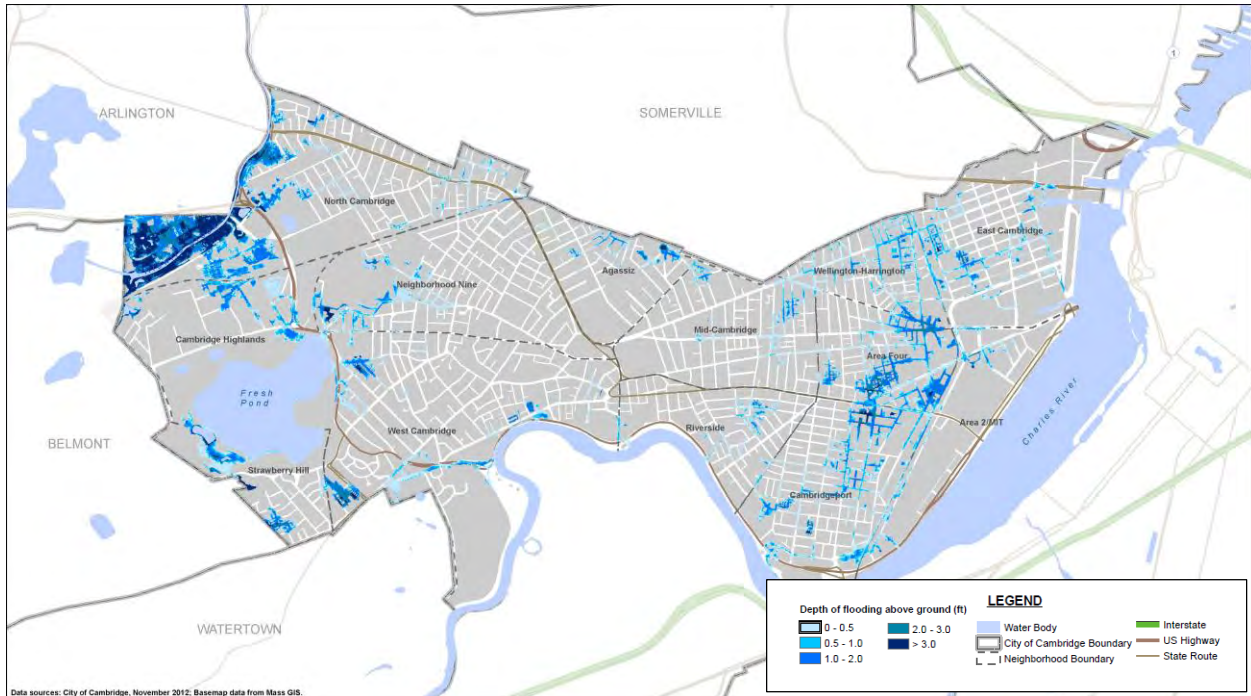 ARLINGTON
SOMERVILLE
1
North Cambridge
East Cambridge
Agassiz
Wellington-Harrington
Neighborhood Nine
Mid-Cambridge
Cambridge Highlands
Area Four
Fresh
Pond
Charles River
BELMONT
West Cambridge
Riverside
Area 2/MIT
Strawberry Hill
Cambridgeport
WATERTOWN
LEGEND
Depth of flooding above ground (ft)
0 - 0.5
0.5 - 1.0
1.0 - 2.0
2.0 - 3.0
> 3.0
Water Body
City of Cambridge Boundary
Neighborhood Boundary
Interstate
US Highway
State Route
Data sources: City of Cambridge, November 2012; Basemap data from Mass GIS.